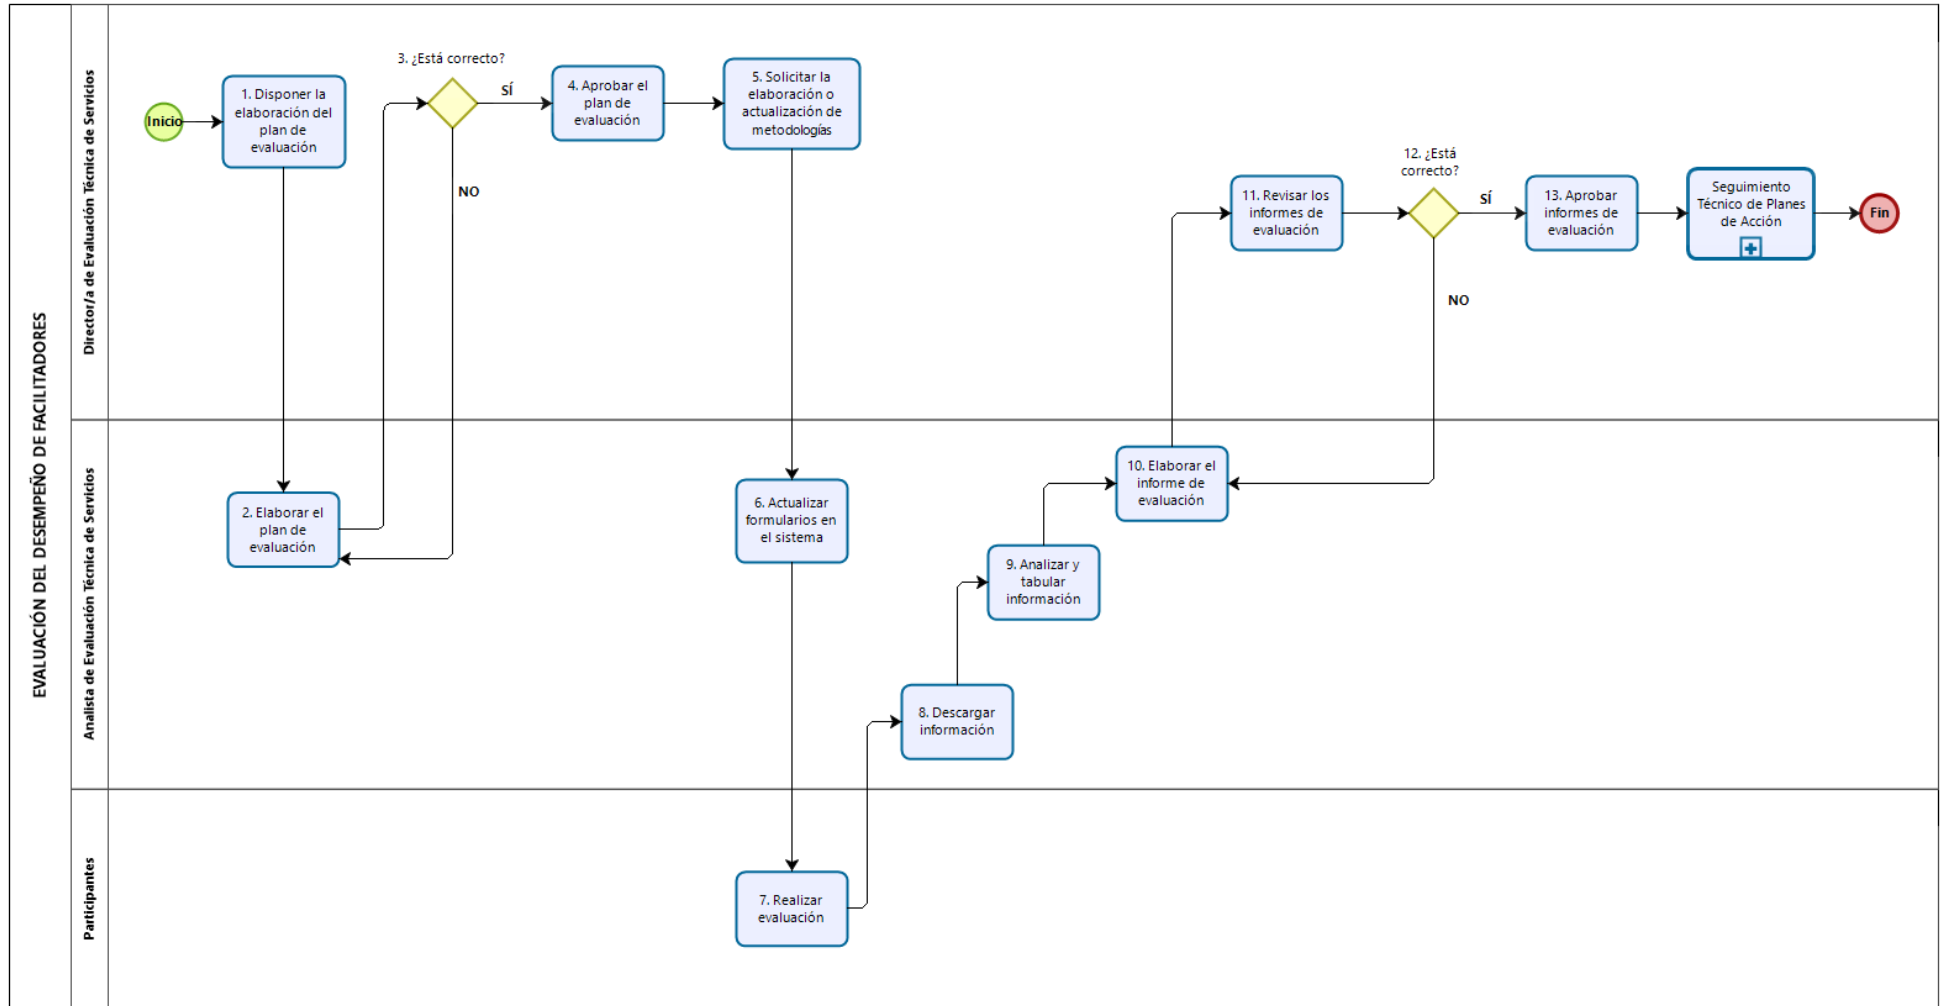 EVALUACIÓN DEL DESEMPEÑO DE FACILITADORES
Director/a de Evaluación Técnica de Servicios
Inicio
1. Disponer la
elaboración del
plan de
evaluación
3. ¿Está correcto?
SÍ
NO
4. Aprobar el
plan de
evaluación
5. Solicitar la
elaboración o
actualización de
metodologías
11. Revisar los
informes de
evaluación
12. ¿Está
correcto?
SÍ
NO
13. Aprobar
informes de
evaluación
Seguimiento
Técnico de Planes
de Acción
Fin
Analista de Evaluación Técnica de Servicios
2. Elaborar el
plan de
evaluación
6. Actualizar
formularios en
el sistema
8. Descargar
información
9. Analizar y
tabular
información
10. Elaborar el
informe de
evaluación
Participantes
7. Realizar
evaluación